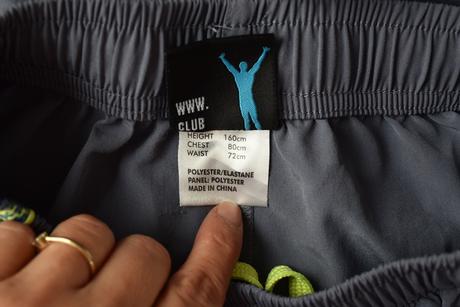 WWW.
CLUB
HEIGHT 160cm
CHEST 80cm
WAIST 72cm
POLYESTER/ELASTANE
PANEL: POLYESTER
MADE IN CHINA